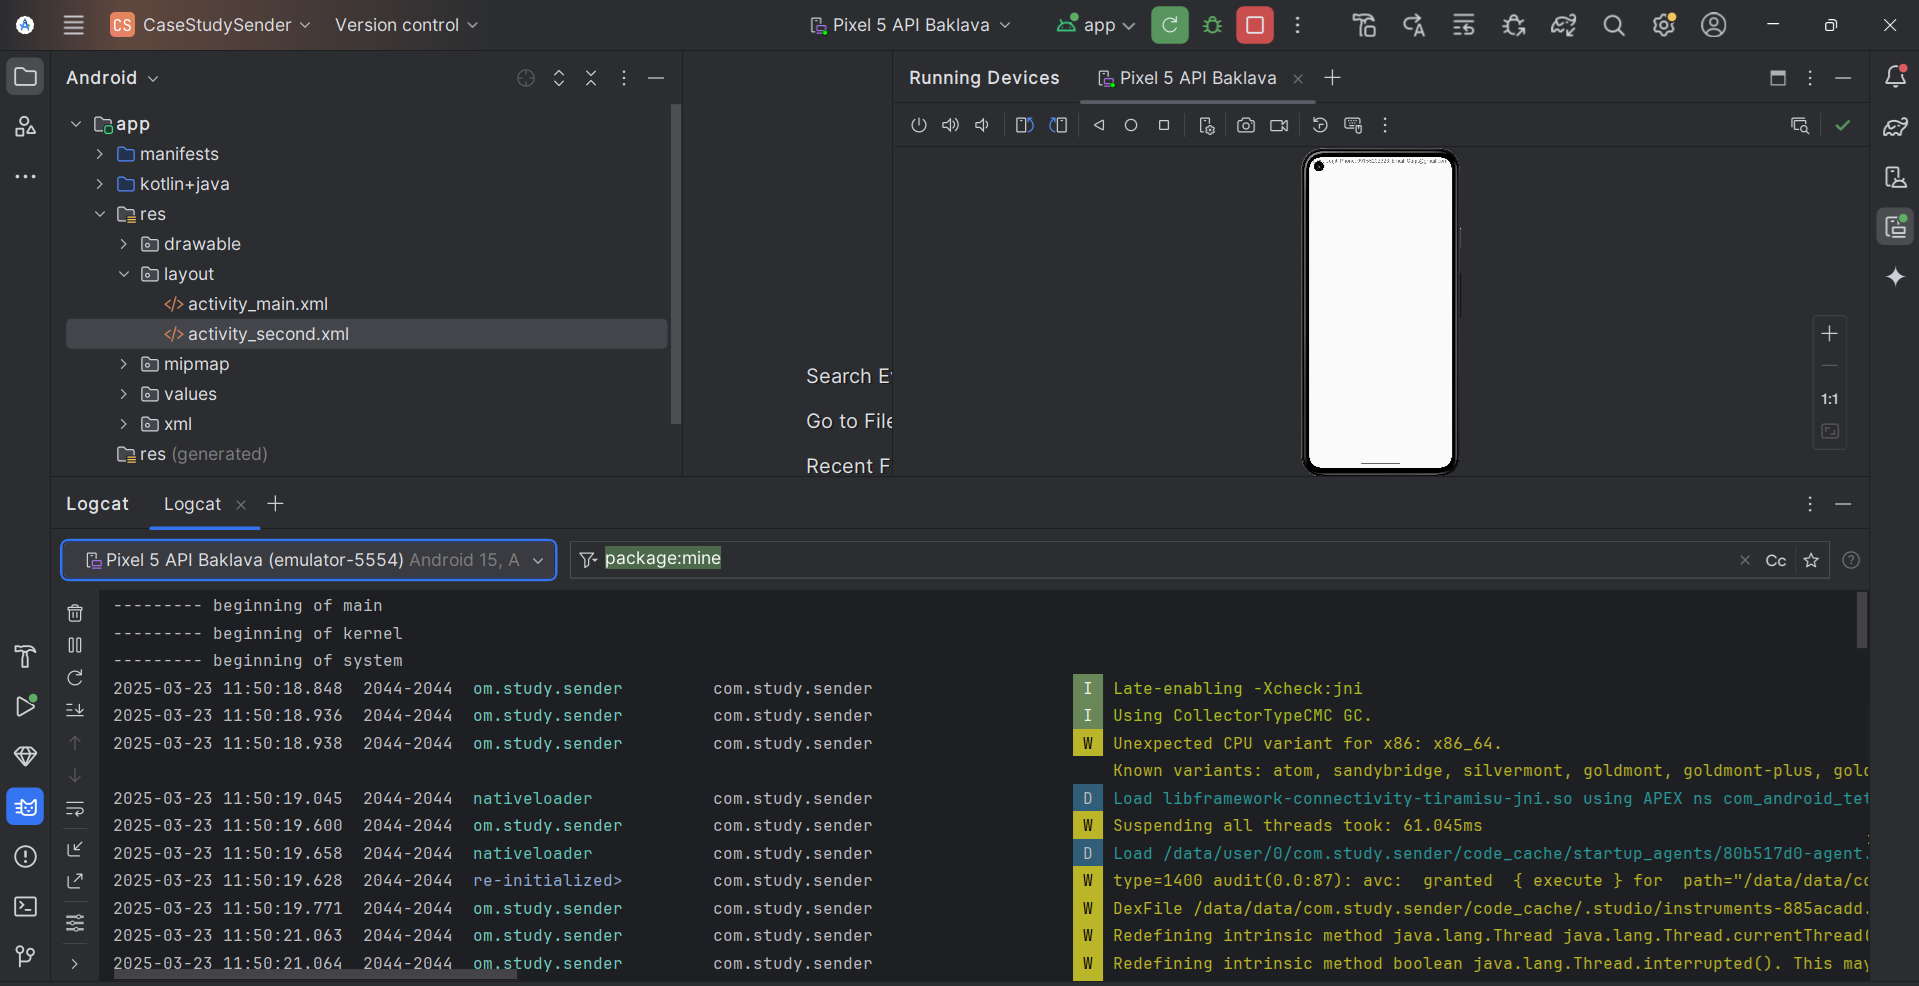 CS CaseStudySender Version control Pixel 5 API Baklava app
Android
app
manifests
kotlin+java
res
drawable
layout
</> activity_main.xml
</> activity_second.xml
mipmap
values
xml
res (generated)
Search E
Go to File
Recent F
Running Devices Pixel 5 API Baklava
1:1
Logcat Logcat
Pixel 5 API Baklava (emulator-5554) Android 15, A
package:mine
Cc
--------- beginning of main
--------- beginning of kernel
--------- beginning of system
2025-03-23 11:50:18.848 2044-2044 om.study.sender com.study.sender I Late-enabling -Xcheck:jni
2025-03-23 11:50:18.936 2044-2044 om.study.sender com.study.sender I Using CollectorTypeCMC GC.
2025-03-23 11:50:18.938 2044-2044 om.study.sender com.study.sender W Unexpected CPU variant for x86: x86_64.
Known variants: atom, sandybridge, silvermont, goldmont, goldmont-plus, gold
2025-03-23 11:50:19.045 2044-2044 nativeloader com.study.sender D Load libframework-connectivity-tiramisu-jni.so using APEX ns com_android_tet
2025-03-23 11:50:19.600 2044-2044 om.study.sender com.study.sender W Suspending all threads took: 61.045ms
2025-03-23 11:50:19.658 2044-2044 nativeloader com.study.sender D Load /data/user/0/com.study.sender/code_cache/startup_agents/80b517d0-agent.
2025-03-23 11:50:19.628 2044-2044 re-initialized> com.study.sender W type=1400 audit(0.0:87): avc: granted { execute } for path="/data/data/co
2025-03-23 11:50:19.771 2044-2044 om.study.sender com.study.sender W DexFile /data/data/com.study.sender/code_cache/.studio/instruments-885acadd.
2025-03-23 11:50:21.063 2044-2044 om.study.sender com.study.sender W Redefining intrinsic method java.lang.Thread java.lang.Thread.currentThread(
2025-03-23 11:50:21.064 2044-2044 om.study.sender com.study.sender W Redefining intrinsic method boolean java.lang.Thread.interrupted(). This may